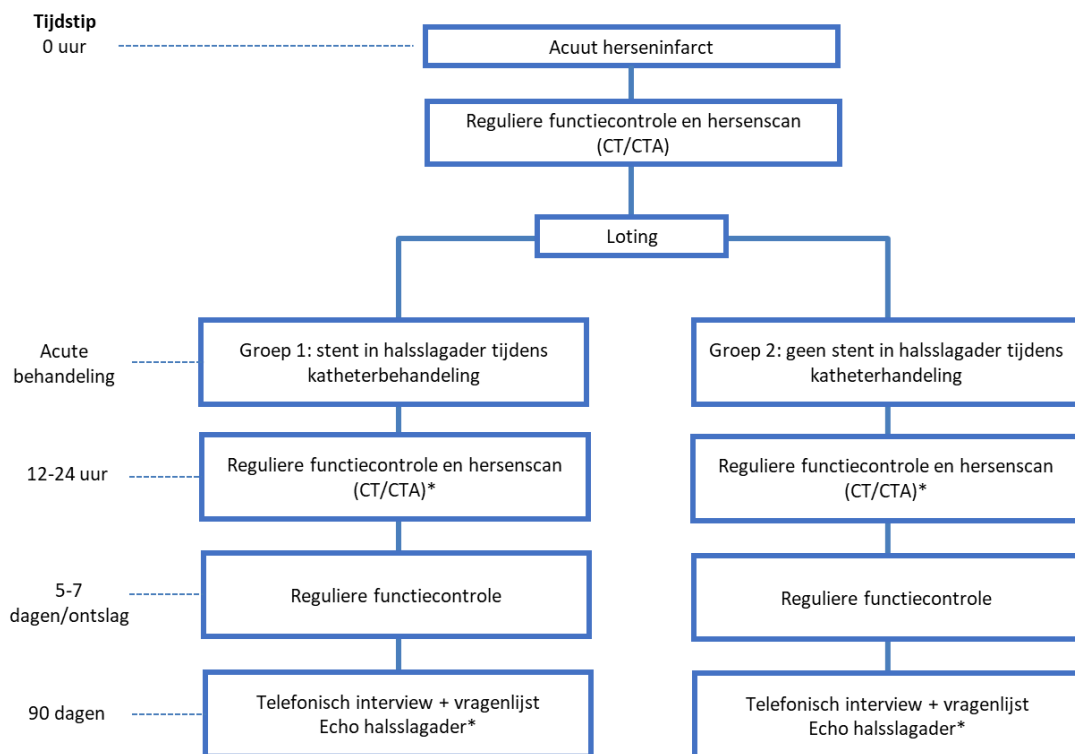 Tijdstip
0 uur
Acuut herseninfarct
Reguliere functiecontrole en hersenscan
(CT/CTA)
Loting
Acute
behandeling
Groep 1: stent in halsslagader tijdens
katheterbehandeling
Groep 2: geen stent in halsslagader tijdens
katheterhandeling
12-24 uur
Reguliere functiecontrole en hersenscan
(CT/CTA)*
Reguliere functiecontrole en hersenscan
(CT/CTA)*
5-7
dagen/ontslag
Reguliere functiecontrole
Reguliere functiecontrole
90 dagen
Telefonisch interview + vragenlijst
Echo halsslagader*
Telefonisch interview + vragenlijst
Echo halsslagader*